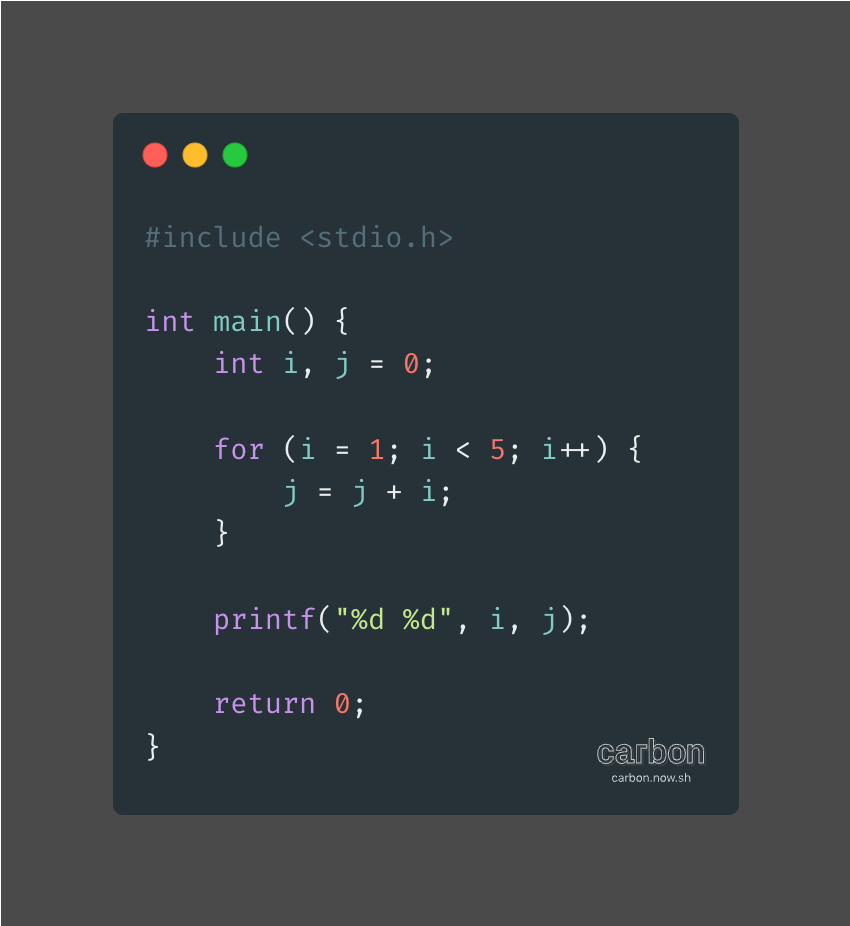 #include <stdio.h>
int main() {
    int i, j = 0;
    for (i = 1; i < 5; i++) {
        j = j + i;
    }
    printf("%d %d", i, j);
    return 0;
}
carbon
carbon.now.sh